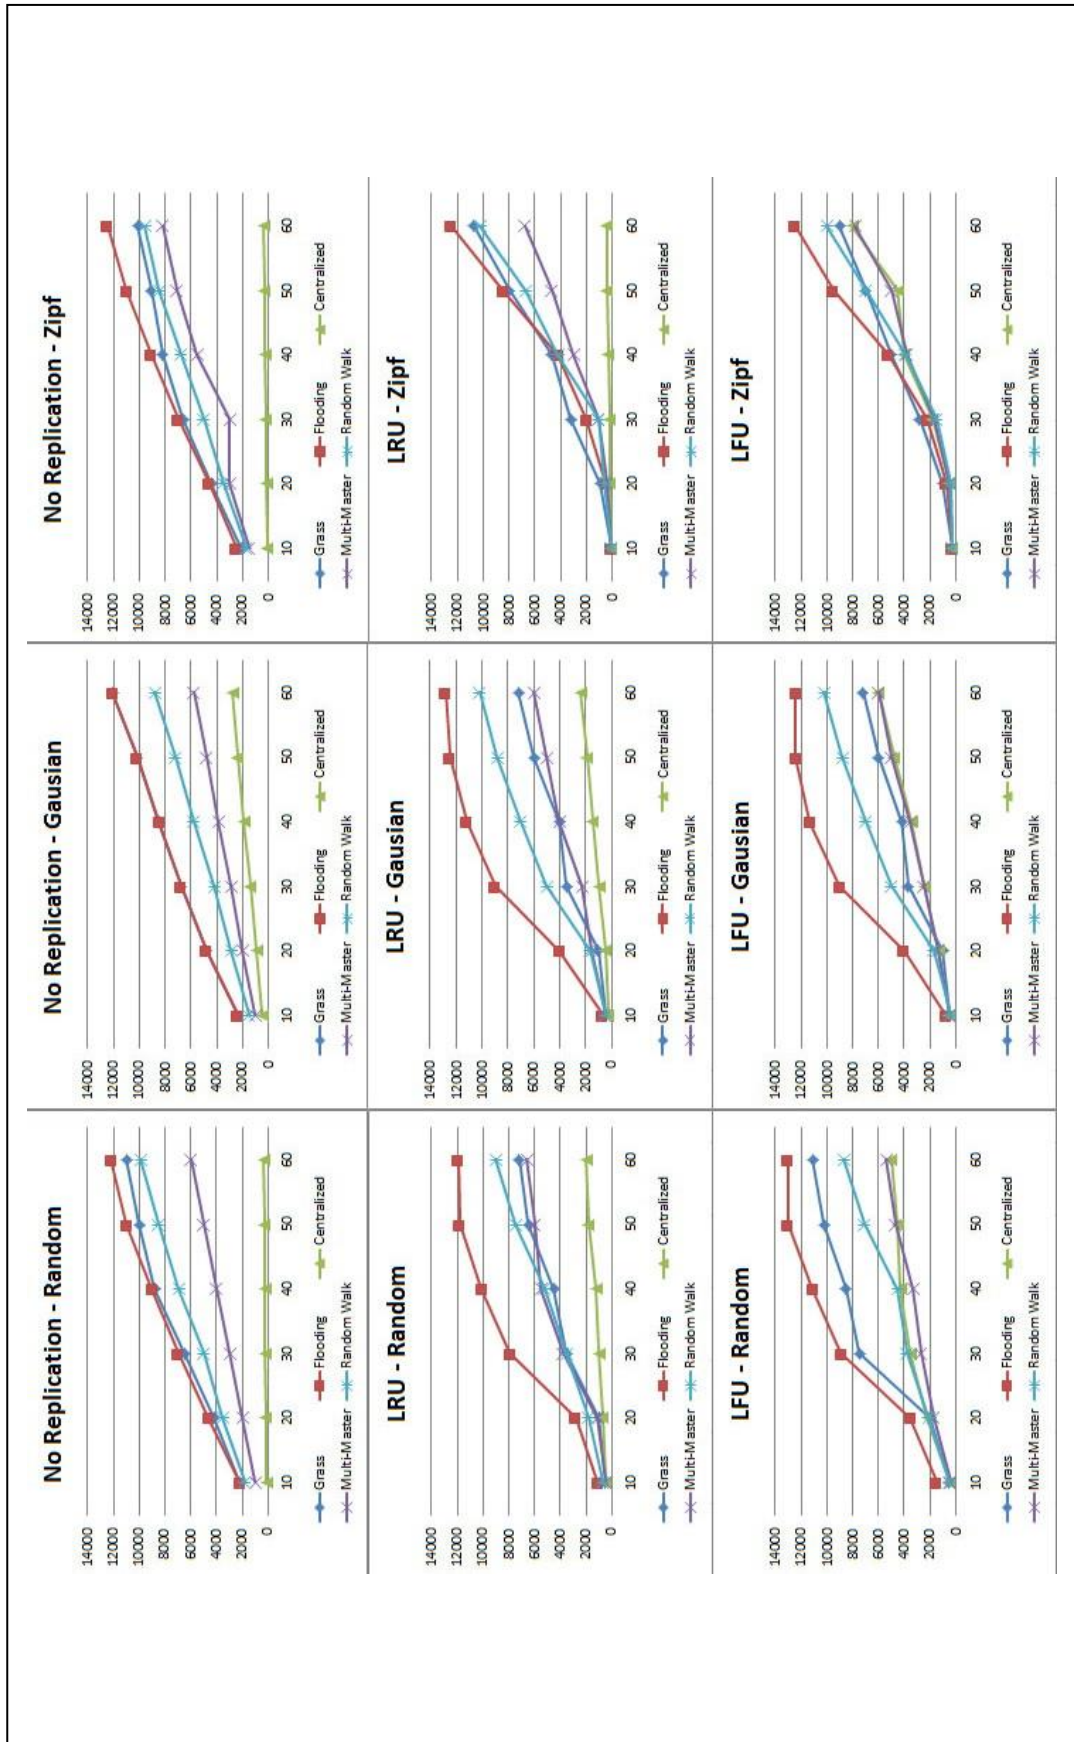 No Replication - Random
14000
12000
10000
8000
6000
4000
2000
0
10 20 30 40 50 60
Grass Flooding Centralized
Multi-Master Random Walk
No Replication - Gausian
14000
12000
10000
8000
6000
4000
2000
0
10 20 30 40 50 60
Grass Flooding Centralized
Multi-Master Random Walk
No Replication - Zipf
14000
12000
10000
8000
6000
4000
2000
0
10 20 30 40 50 60
Grass Flooding Centralized
Multi-Master Random Walk
LRU - Random
14000
12000
10000
8000
6000
4000
2000
0
10 20 30 40 50 60
Grass Flooding Centralized
Multi-Master Random Walk
LRU - Gausian
14000
12000
10000
8000
6000
4000
2000
0
10 20 30 40 50 60
Grass Flooding Centralized
Multi-Master Random Walk
LRU - Zipf
14000
12000
10000
8000
6000
4000
2000
0
10 20 30 40 50 60
Grass Flooding Centralized
Multi-Master Random Walk
LFU - Random
14000
12000
10000
8000
6000
4000
2000
0
10 20 30 40 50 60
Grass Flooding Centralized
Multi-Master Random Walk
LFU - Gausian
14000
12000
10000
8000
6000
4000
2000
0
10 20 30 40 50 60
Grass Flooding Centralized
Multi-Master Random Walk
LFU - Zipf
14000
12000
10000
8000
6000
4000
2000
0
10 20 30 40 50 60
Grass Flooding Centralized
Multi-Master Random Walk